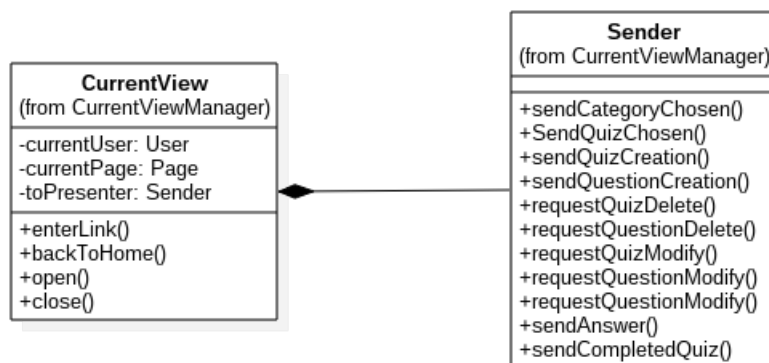 CurrentView
(from CurrentViewManager)
-currentUser: User
-currentPage: Page
-toPresenter: Sender
+enterLink()
+backToHome()
+open()
+close()
Sender
(from CurrentViewManager)
+sendCategoryChosen()
+SendQuizChosen()
+sendQuizCreation()
+sendQuestionCreation()
+requestQuizDelete()
+requestQuestionDelete()
+requestQuizModify()
+requestQuestionModify()
+requestQuestionModify()
+sendAnswer()
+sendCompletedQuiz()